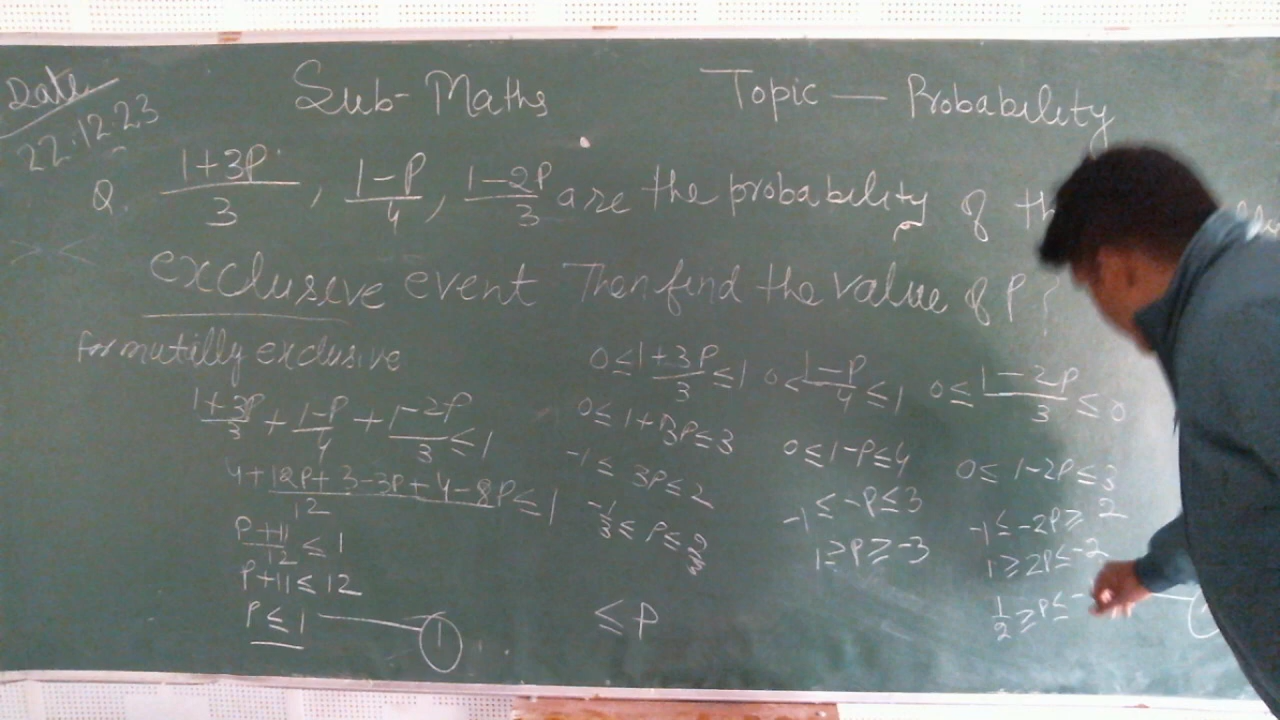 Date
22.12.23
Sub- Maths
Topic — Probability
Q. (1+3P)/3 , (1-P)/4 , (1-2P)/3 are the probability of
exclusive event Then find the value of P?
for mutilly exclusive
(1+3P)/3 + (1-P)/4 + (1-2P)/3 ≤ 1
(4+12P+3-3P+4-8P)/12 ≤ 1
(P+11)/12 ≤ 1
P+11 ≤ 12
P ≤ 1 — ①
0 ≤ (1+3P)/3 ≤ 1
0 ≤ 1+3P ≤ 3
-1 ≤ 3P ≤ 2
-1/3 ≤ P ≤ 2/3
≤ P
0 ≤ (1-P)/4 ≤ 1
0 ≤ 1-P ≤ 4
-1 ≤ -P ≤ 3
1 ≥ P ≥ -3
0 ≤ (1-2P)/3 ≤ 0
0 ≤ 1-2P ≤ 3
-1 ≤ -2P ≥ 2
1 ≥ 2P ≤ -2
1/2 ≥ P ≤ -